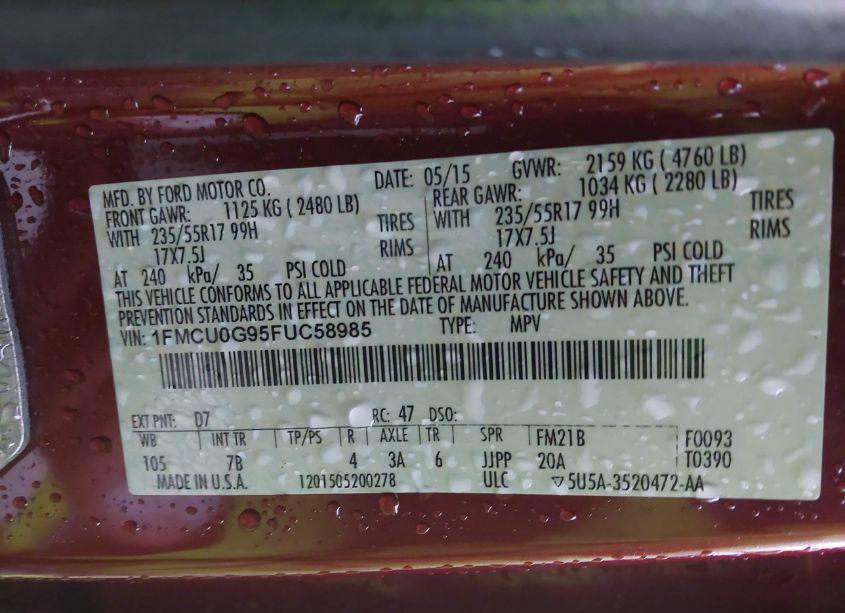 MFD. BY FORD MOTOR CO. DATE: 05/15 GVWR: 2159 KG ( 4760 LB)
FRONT GAWR: 1125 KG ( 2480 LB) REAR GAWR: 1034 KG ( 2280 LB)
WITH 235/55R17 99H TIRES WITH 235/55R17 99H TIRES
17X7.5J RIMS 17X7.5J RIMS
AT 240 kPa/ 35 PSI COLD AT 240 kPa/ 35 PSI COLD
THIS VEHICLE CONFORMS TO ALL APPLICABLE FEDERAL MOTOR VEHICLE SAFETY AND THEFT
PREVENTION STANDARDS IN EFFECT ON THE DATE OF MANUFACTURE SHOWN ABOVE.
VIN: 1FMCU0G95FUC58985 TYPE: MPV
EXT PNT: D7 RC: 47 DSO:
WB INT TR TP/PS R AXLE TR SPR FM21B F0093
105 7B 4 3A 6 JJPP 20A T0390
MADE IN U.S.A. 1201505200278 ULC ▽5U5A-3520472-AA